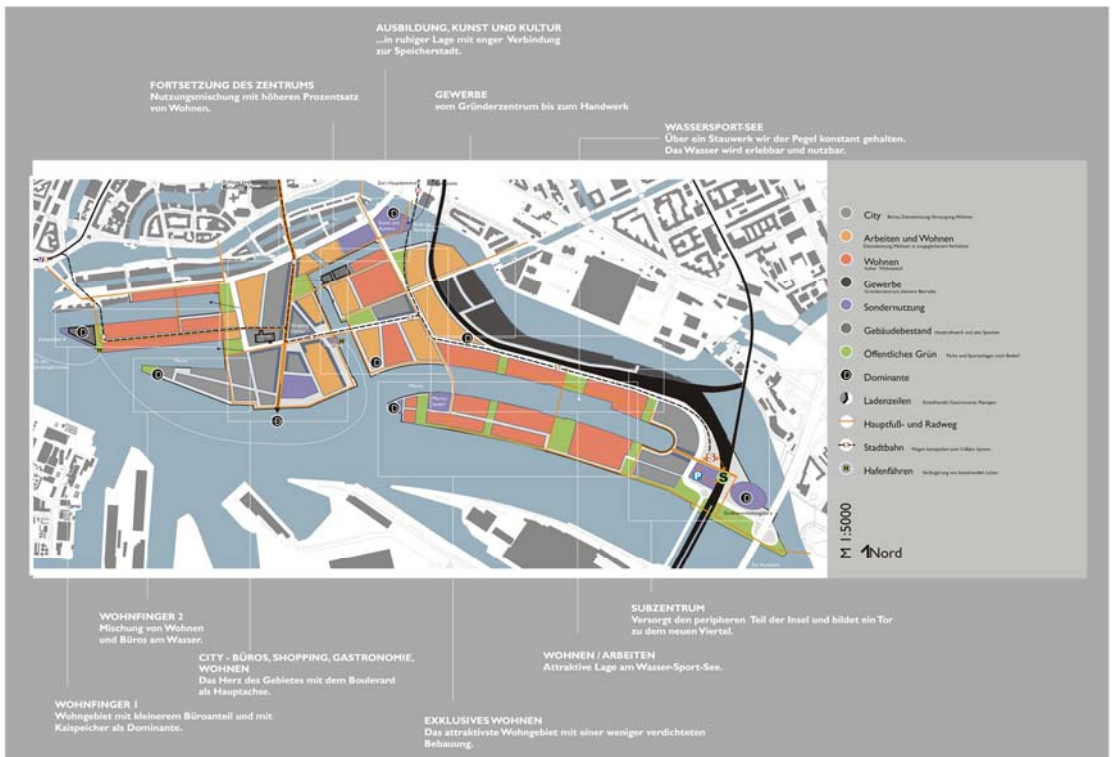 AUSBILDUNG, KUNST UND KULTUR
...in ruhiger Lage mit enger Verbindung
zur Speicherstadt.
FORTSETZUNG DES ZENTRUMS
Nutzungsmischung mit höheren Prozentsatz
von Wohnen.
GEWERBE
vom Gründerzentrum bis zum Handwerk
WASSERSPORT-SEE
Über ein Stauwerk wir der Pegel konstant gehalten.
Das Wasser wird erlebbar und nutzbar.
City
Arbeiten und Wohnen
Wohnen
Gewerbe
Sondernutzung
Gebäudebestand
Öffentliches Grün Parks und Sportanlagen nach Bedarf
Dominante
Ladenzeilen
Hauptfuß- und Radweg
Stadtbahn
Hafenfähren
M 1:5000
Nord
D
D
D
D
D
D
D
P
S
H
H
WOHNFINGER 2
Mischung von Wohnen
und Büros am Wasser.
CITY - BÜROS, SHOPPING, GASTRONOMIE,
WOHNEN
Das Herz des Gebietes mit dem Boulevard
als Hauptachse.
WOHNFINGER 1
Wohngebiet mit kleinerem Büroanteil und mit
Kaispeicher als Dominante.
SUBZENTRUM
Versorgt den peripheren Teil der Insel und bildet ein Tor
zu dem neuen Viertel.
WOHNEN / ARBEITEN
Attraktive Lage am Wasser-Sport-See.
EXKLUSIVES WOHNEN
Das attraktivste Wohngebiet mit einer weniger verdichteten
Bebauung.